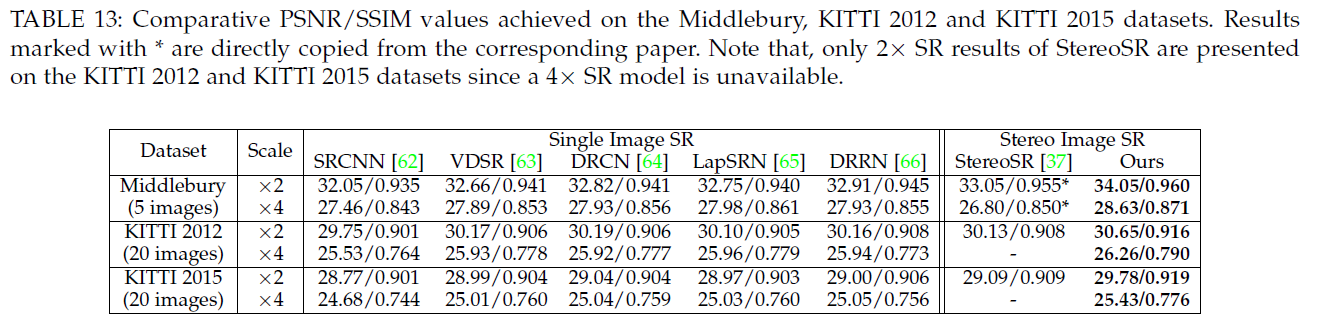 TABLE 13: Comparative PSNR/SSIM values achieved on the Middlebury, KITTI 2012 and KITTI 2015 datasets. Results
marked with * are directly copied from the corresponding paper. Note that, only 2× SR results of StereoSR are presented
on the KITTI 2012 and KITTI 2015 datasets since a 4× SR model is unavailable.
Dataset Scale Single Image SR Stereo Image SR
SRCNN [62] VDSR [63] DRCN [64] LapSRN [65] DRRN [66] StereoSR [37] Ours
Middlebury ×2 32.05/0.935 32.66/0.941 32.82/0.941 32.75/0.940 32.91/0.945 33.05/0.955* 34.05/0.960
(5 images) ×4 27.46/0.843 27.89/0.853 27.93/0.856 27.98/0.861 27.93/0.855 26.80/0.850* 28.63/0.871
KITTI 2012 ×2 29.75/0.901 30.17/0.906 30.19/0.906 30.10/0.905 30.16/0.908 30.13/0.908 30.65/0.916
(20 images) ×4 25.53/0.764 25.93/0.778 25.92/0.777 25.96/0.779 25.94/0.773 - 26.26/0.790
KITTI 2015 ×2 28.77/0.901 28.99/0.904 29.04/0.904 28.97/0.903 29.00/0.906 29.09/0.909 29.78/0.919
(20 images) ×4 24.68/0.744 25.01/0.760 25.04/0.759 25.03/0.760 25.05/0.756 - 25.43/0.776